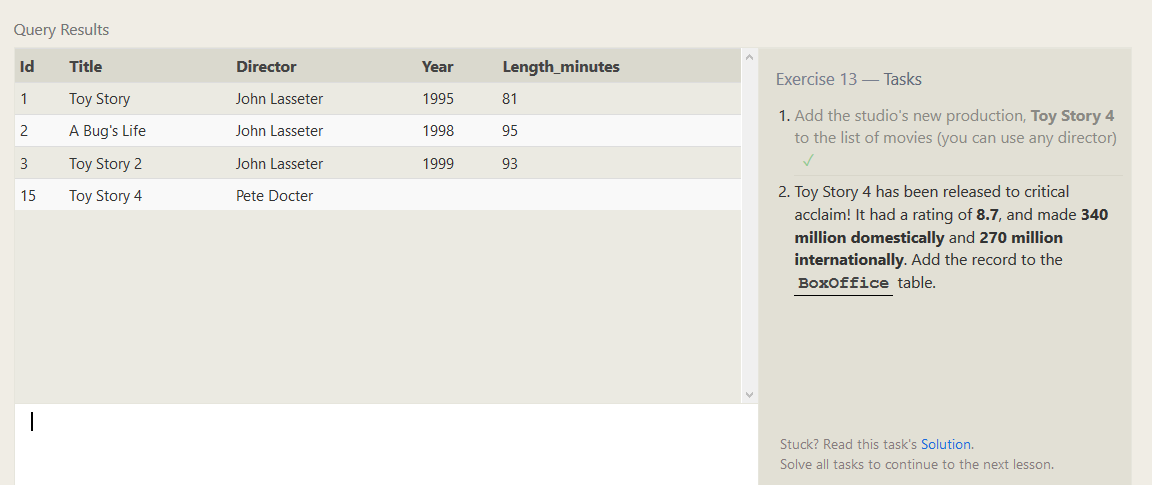 Query Results
Id Title Director Year Length_minutes
1 Toy Story John Lasseter 1995 81
2 A Bug's Life John Lasseter 1998 95
3 Toy Story 2 John Lasseter 1999 93
15 Toy Story 4 Pete Docter
Exercise 13 — Tasks
1. Add the studio's new production, Toy Story 4
to the list of movies (you can use any director)
✓
2. Toy Story 4 has been released to critical
acclaim! It had a rating of 8.7, and made 340
million domestically and 270 million
internationally. Add the record to the
BoxOffice table.
Stuck? Read this task's Solution.
Solve all tasks to continue to the next lesson.